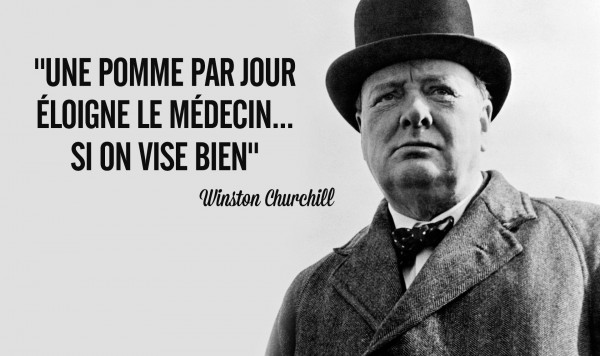 "UNE POMME PAR JOUR
ÉLOIGNE LE MÉDECIN...
SI ON VISE BIEN"
Winston Churchill